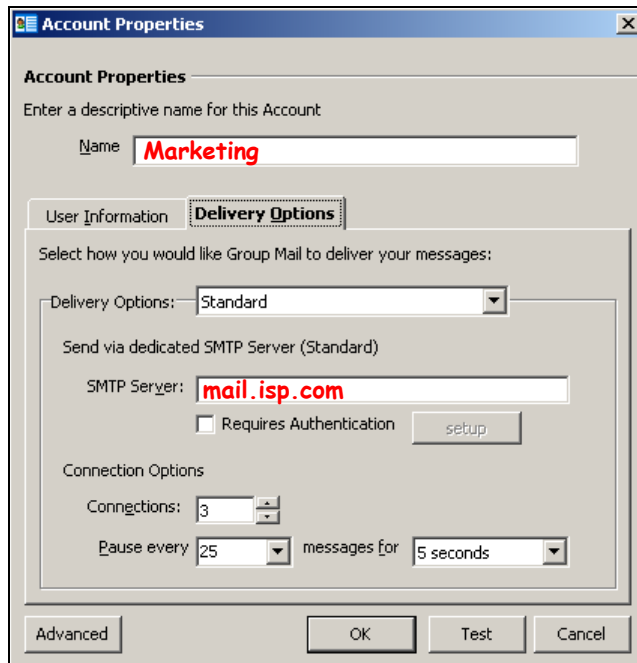 Account Properties
Account Properties
Enter a descriptive name for this Account
Name Marketing
User Information Delivery Options
Select how you would like Group Mail to deliver your messages:
Delivery Options: Standard
Send via dedicated SMTP Server (Standard)
SMTP Server: mail.isp.com
Requires Authentication setup
Connection Options
Connections: 3
Pause every 25 messages for 5 seconds
Advanced OK Test Cancel